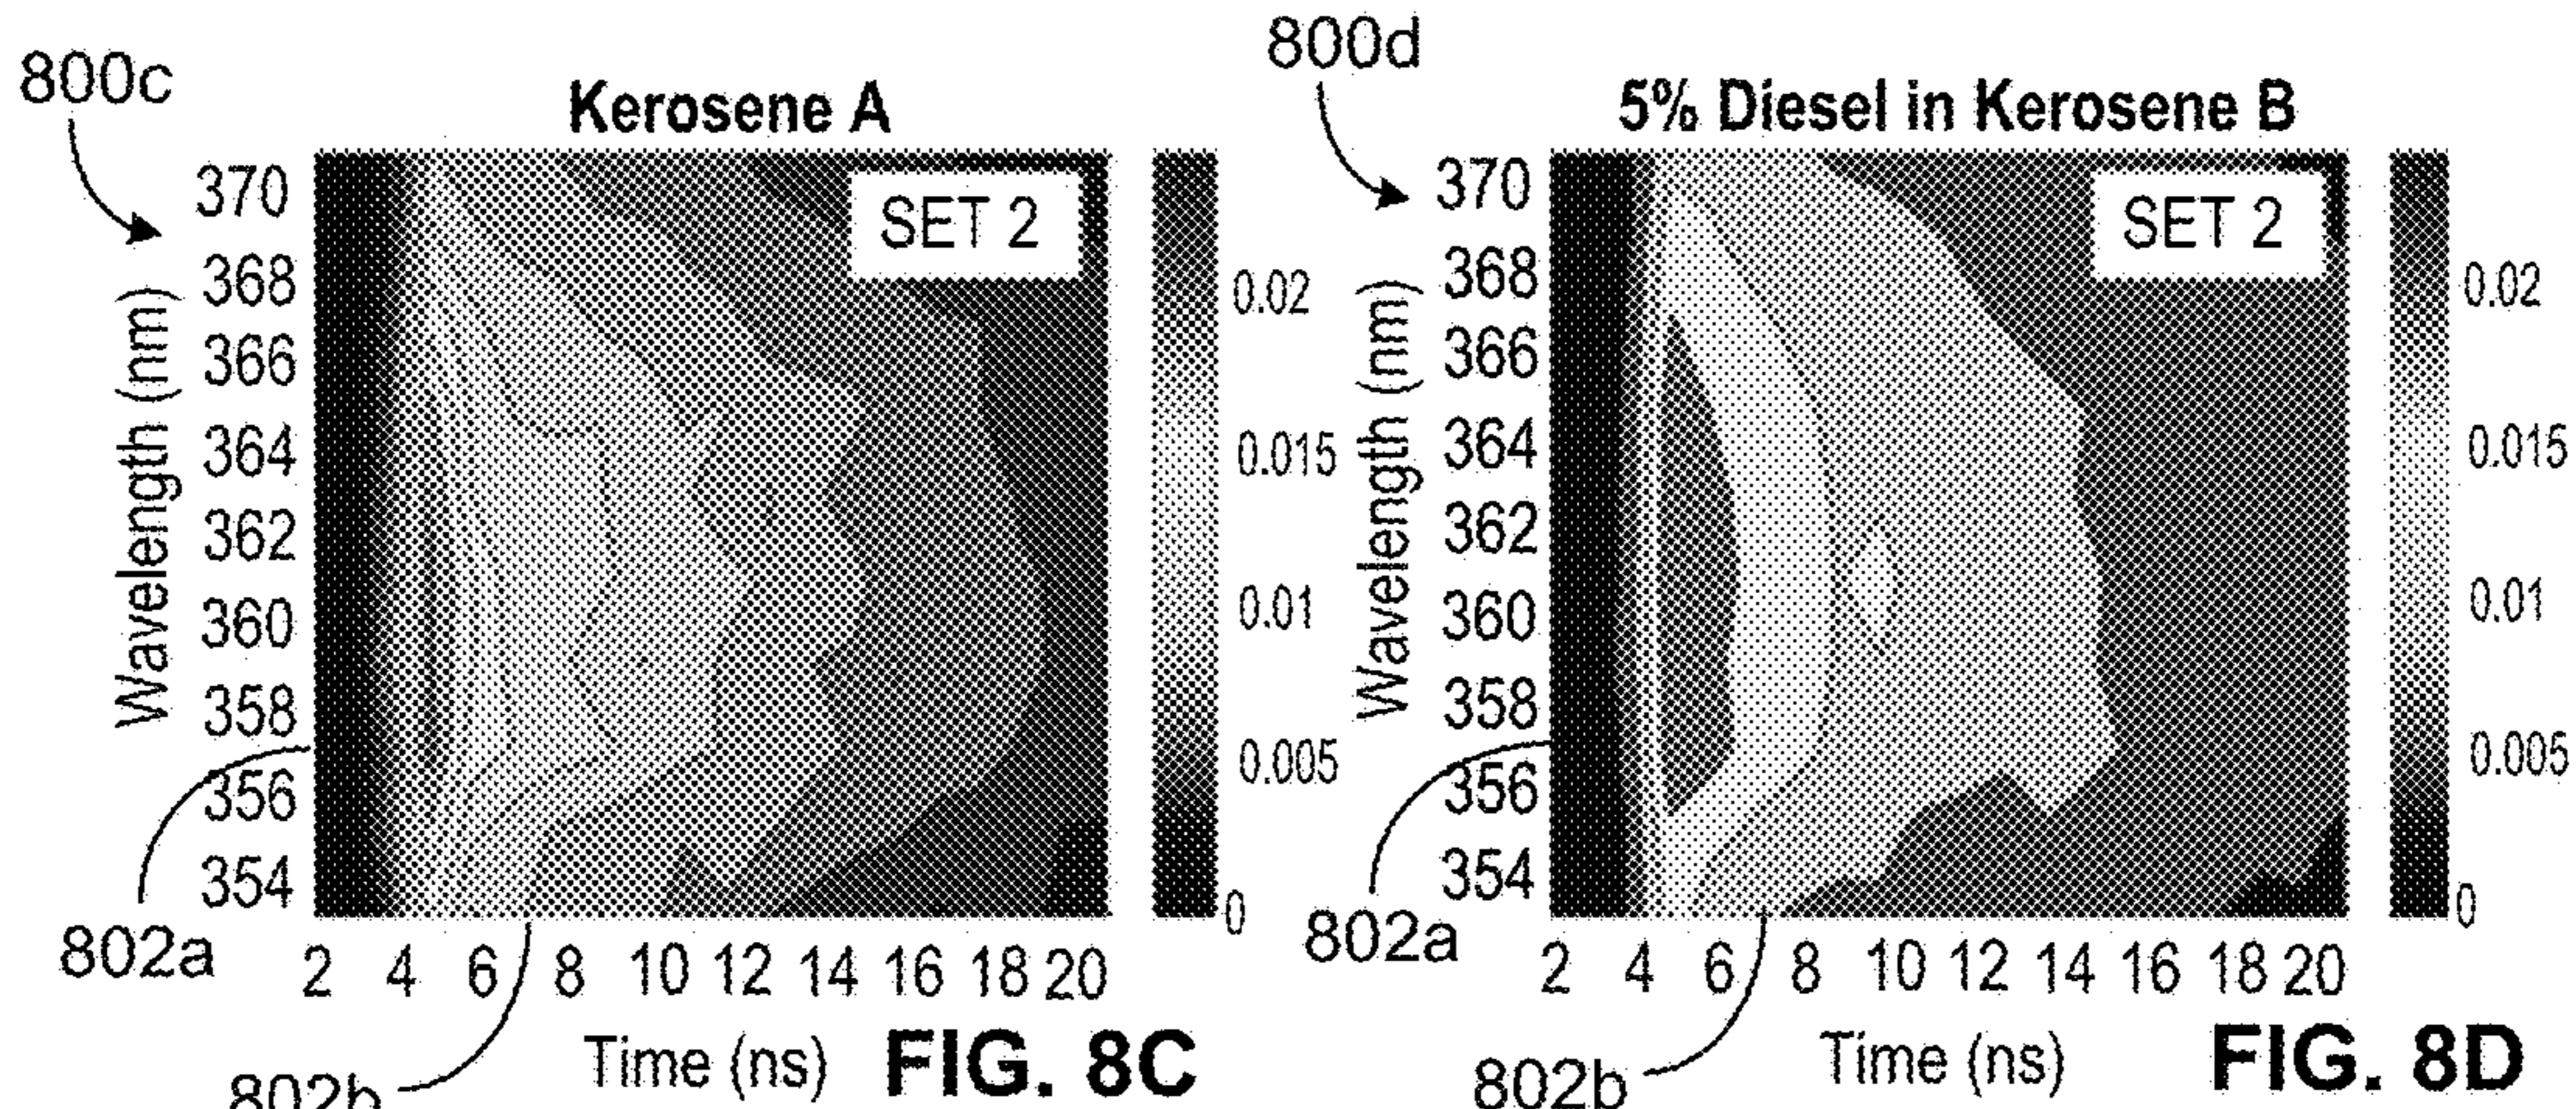 800c
Kerosene A
370
368
366
364
362
360
358
356
354
Wavelength (nm)
SET 2
0.02
0.015
0.01
0.005
0
802a
2 4 6 8 10 12 14 16 18 20
802b
Time (ns)
FIG. 8C
800d
5% Diesel in Kerosene B
370
368
366
364
362
360
358
356
354
Wavelength (nm)
SET 2
0.02
0.015
0.01
0.005
0
802a
2 4 6 8 10 12 14 16 18 20
802b
Time (ns)
FIG. 8D